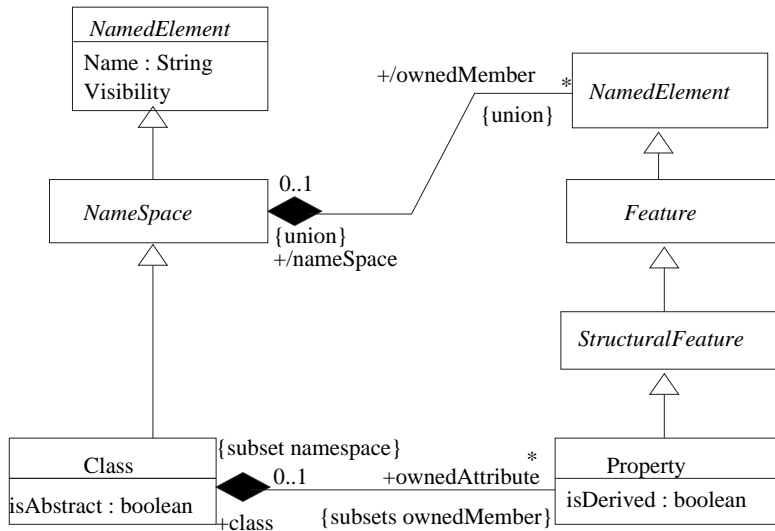 NamedElement
Name : String
Visibility
+/ownedMember
*
{union}
NamedElement
NameSpace
0..1
{union}
+/nameSpace
Feature
StructuralFeature
Class
isAbstract : boolean
{subset namespace}
0..1
+class
*
+ownedAttribute
{subsets ownedMember}
Property
isDerived : boolean